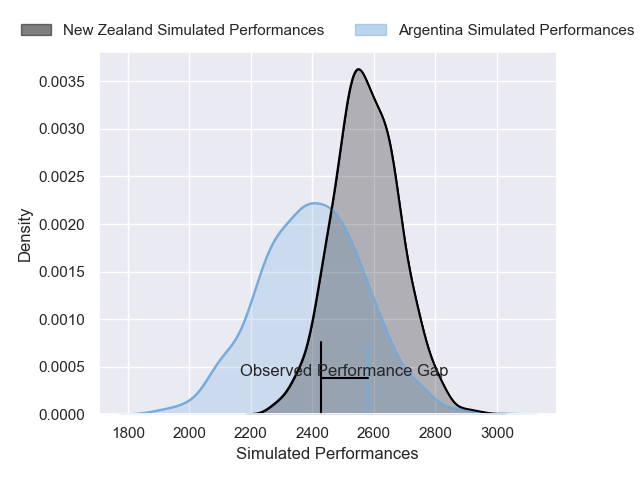 New Zealand Simulated Performances
Argentina Simulated Performances
0.0035
0.0030
0.0025
0.0020
0.0015
0.0010
0.0005
0.0000
Density
Observed Performance Gap
1800 2000 2200 2400 2600 2800 3000
Simulated Performances